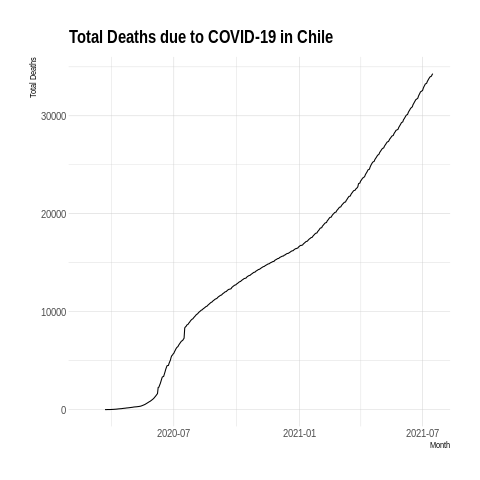 Total Deaths due to COVID-19 in Chile
Total Deaths
30000
20000
10000
0
2020-07
2021-01
2021-07
Month